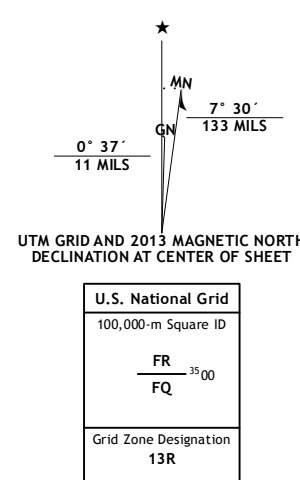 MN
7° 30´
133 MILS
GN
0° 37´
11 MILS
UTM GRID AND 2013 MAGNETIC NORTH
DECLINATION AT CENTER OF SHEET
U.S. National Grid
100,000-m Square ID
FR
3500
FQ
Grid Zone Designation
13R